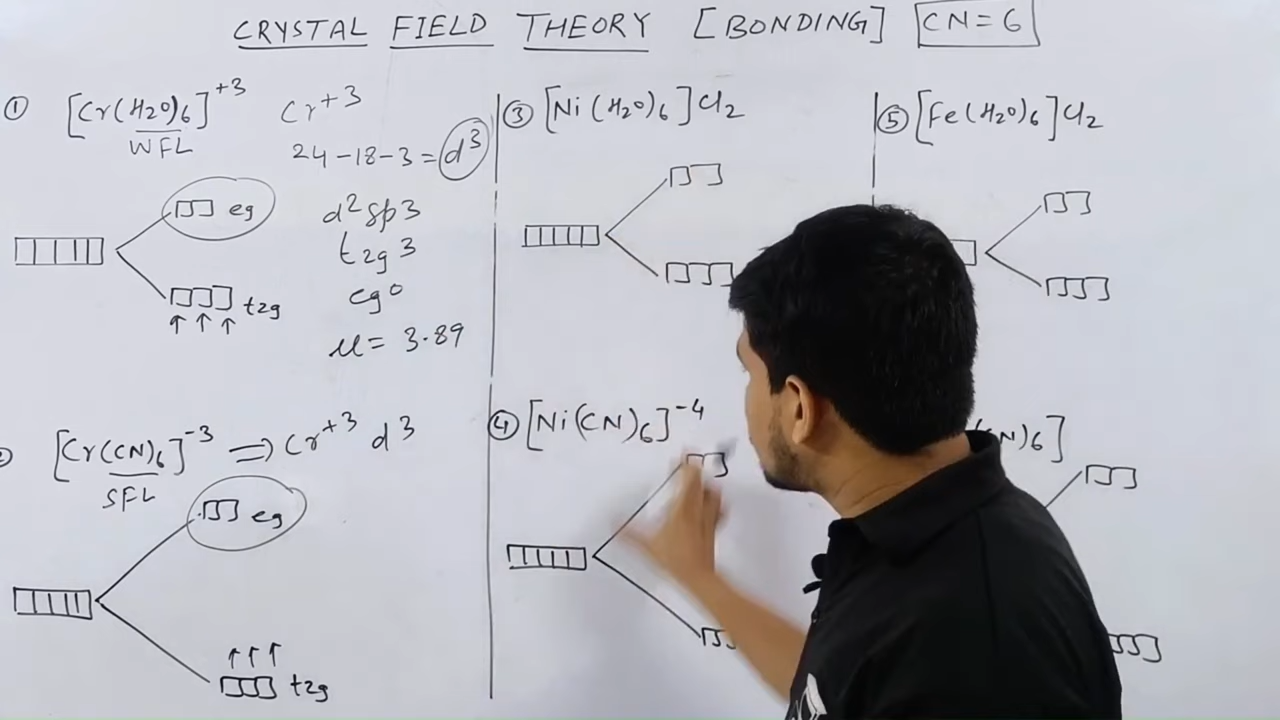 CRYSTAL FIELD THEORY [BONDING] CN=6
① [Cr(H2O)6]+3
WFL
Cr+3
24-18-3=d3
eg
t2g
d2sp3
t2g3
eg0
μ= 3.89
[Cr(CN)6]-3 ⇒ Cr+3 d3
SFL
eg
t2g
③ [Ni(H2O)6]Cl2
④ [Ni(CN)6]-4
⑤ [Fe(H2O)6]Cl2
N)6]